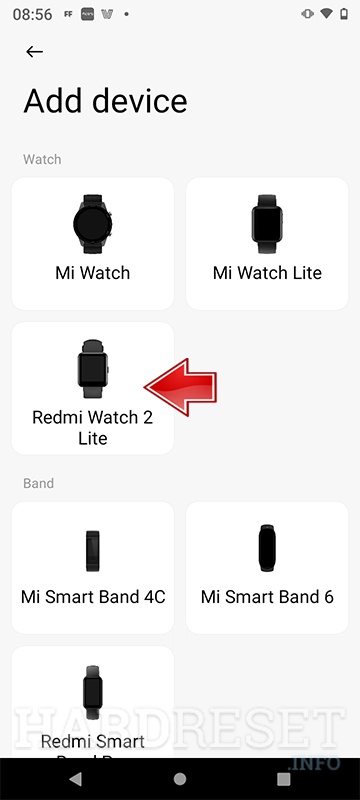 08:56 FF
Add device
Watch
Mi Watch
Mi Watch Lite
Redmi Watch 2
Lite
Band
Mi Smart Band 4C
Mi Smart Band 6
Redmi Smart
HARDRESET
.INFO